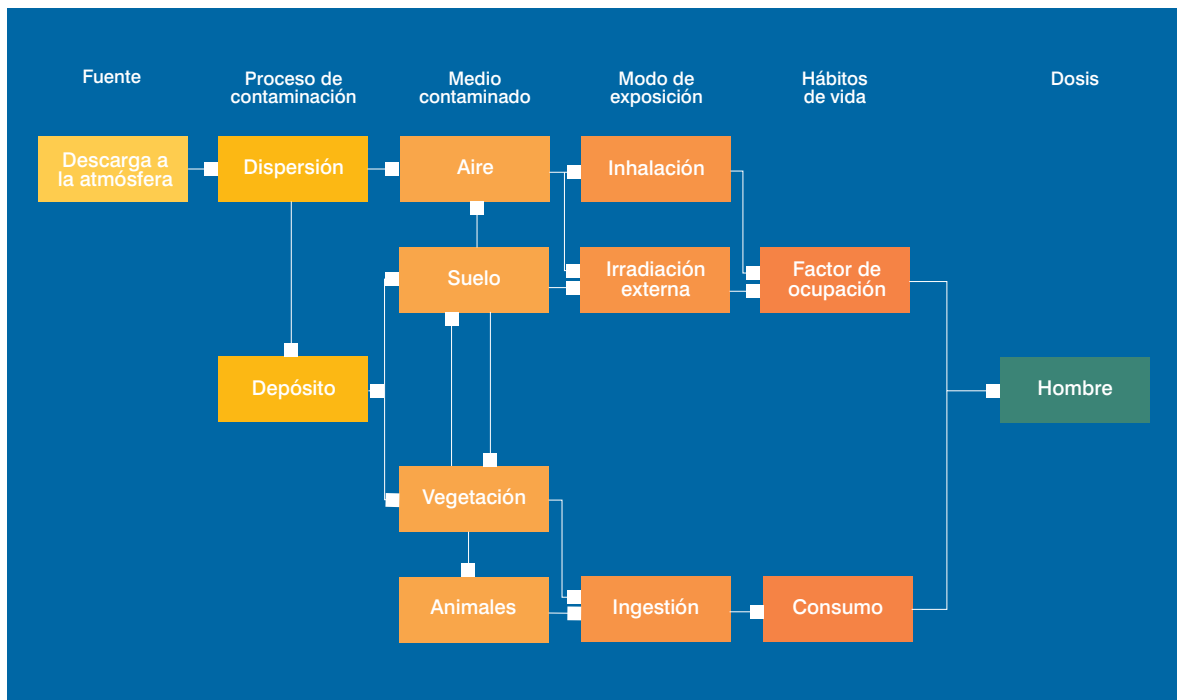 Fuente
Proceso de
contaminación
Medio
contaminado
Modo de
exposición
Hábitos
de vida
Dosis
Descarga a
la atmósfera
Dispersión
Aire
Inhalación
Suelo
Irradiación
externa
Factor de
ocupación
Depósito
Hombre
Vegetación
Animales
Ingestión
Consumo